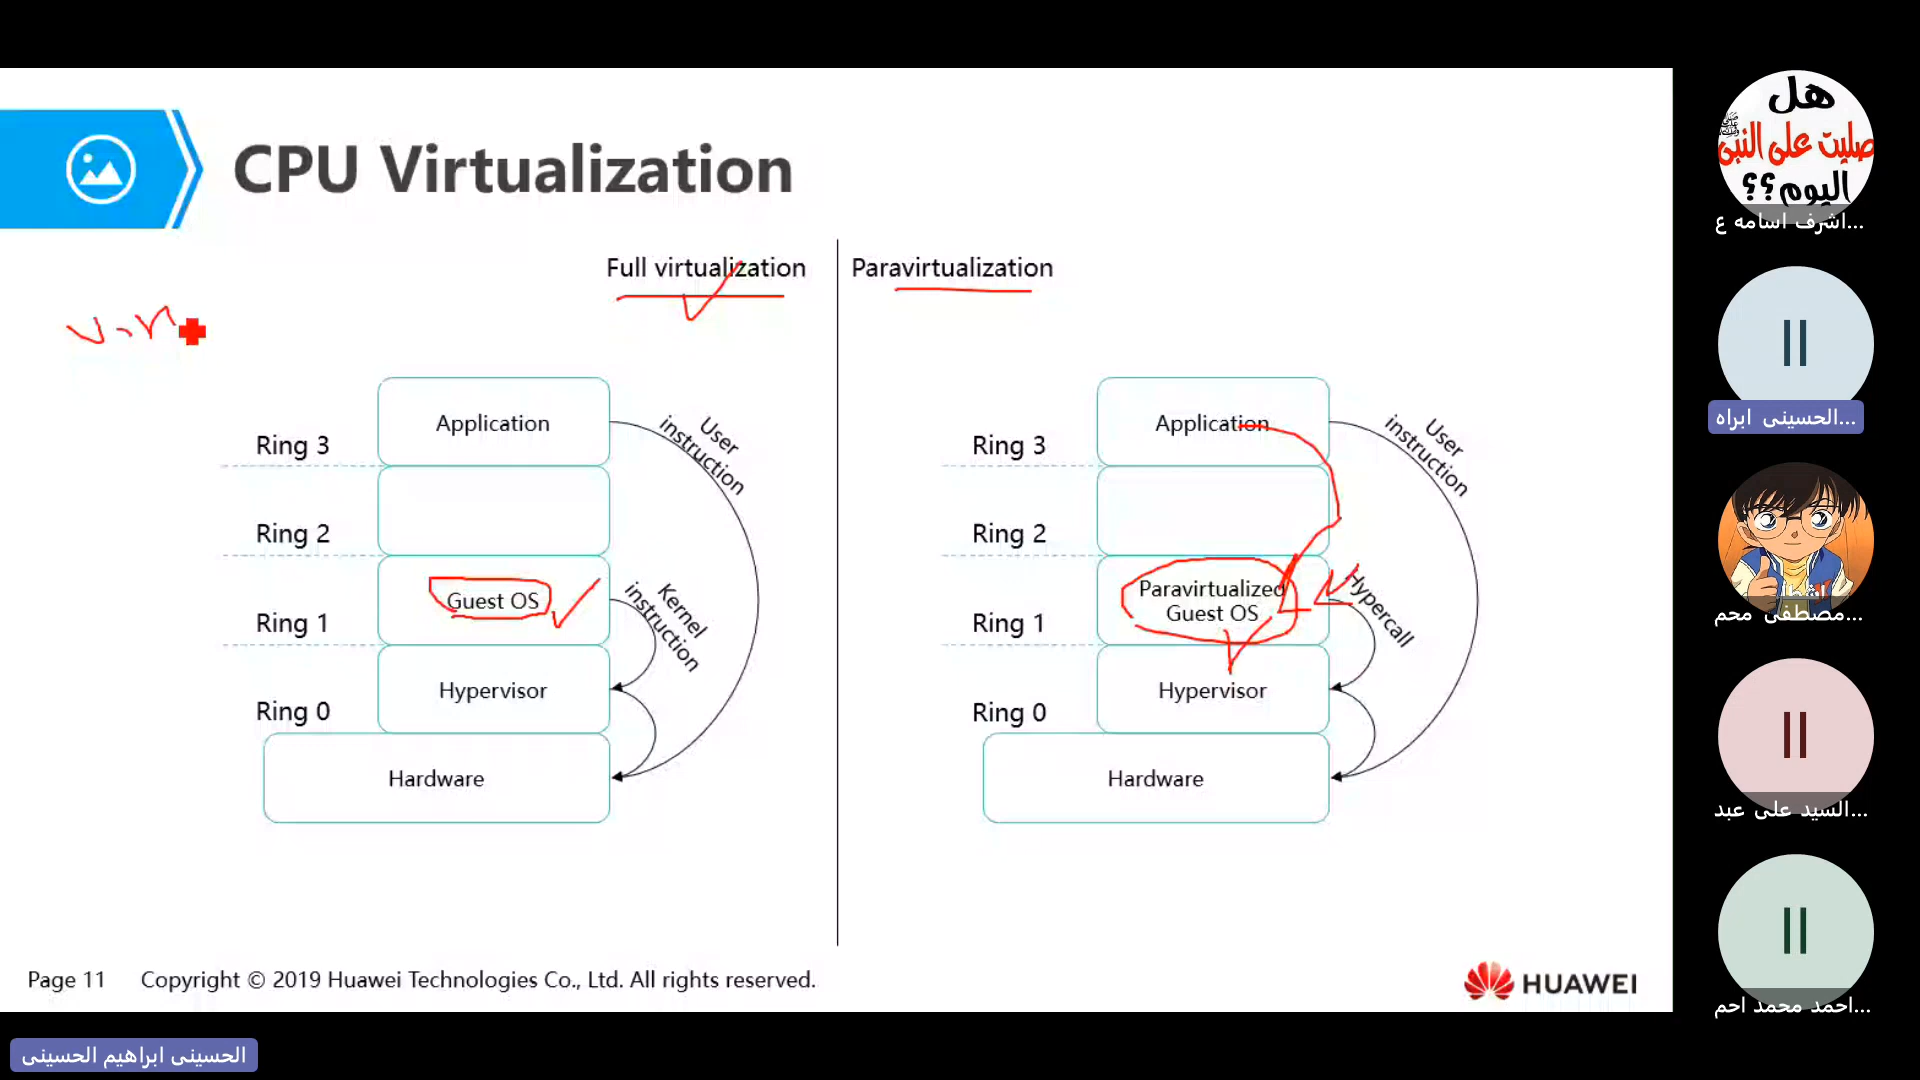 CPU Virtualization
Full virtualization
Paravirtualization
Application
User
instruction
Ring 3
Ring 2
Guest OS
Kernel
instruction
Ring 1
Hypervisor
Ring 0
Hardware
Application
User
instruction
Ring 3
Ring 2
Paravirtualized
Guest OS
Hypercall
Ring 1
Hypervisor
Ring 0
Hardware
Page 11
Copyright © 2019 Huawei Technologies Co., Ltd. All rights reserved.
HUAWEI
هل
صليت على النبي
اليوم؟؟
اشرف اسامه ع...
II
الحسينى ابراه...
مصطفى محم...
II
السيد على عبد...
II
احمد محمد احم...
الحسينى ابراهيم الحسينى